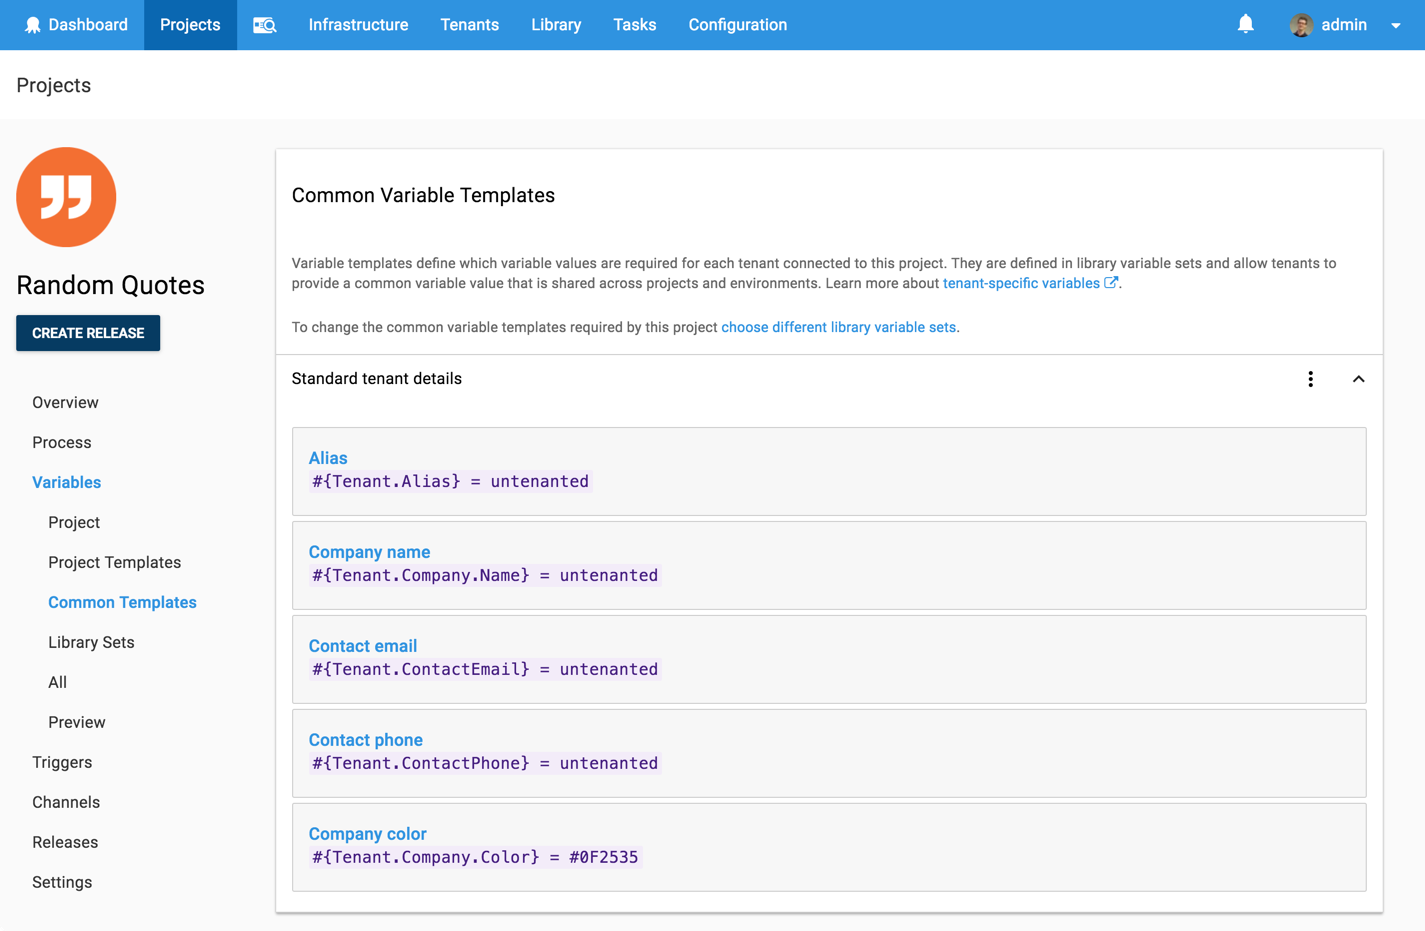 Dashboard Projects Infrastructure Tenants Library Tasks Configuration admin
Projects
Random Quotes
CREATE RELEASE
Overview
Process
Variables
Project
Project Templates
Common Templates
Library Sets
All
Preview
Triggers
Channels
Releases
Settings
Common Variable Templates
Variable templates define which variable values are required for each tenant connected to this project. They are defined in library variable sets and allow tenants to
provide a common variable value that is shared across projects and environments. Learn more about tenant-specific variables.
To change the common variable templates required by this project choose different library variable sets.
Standard tenant details
Alias
#{Tenant.Alias} = untenanted
Company name
#{Tenant.Company.Name} = untenanted
Contact email
#{Tenant.ContactEmail} = untenanted
Contact phone
#{Tenant.ContactPhone} = untenanted
Company color
#{Tenant.Company.Color} = #0F2535